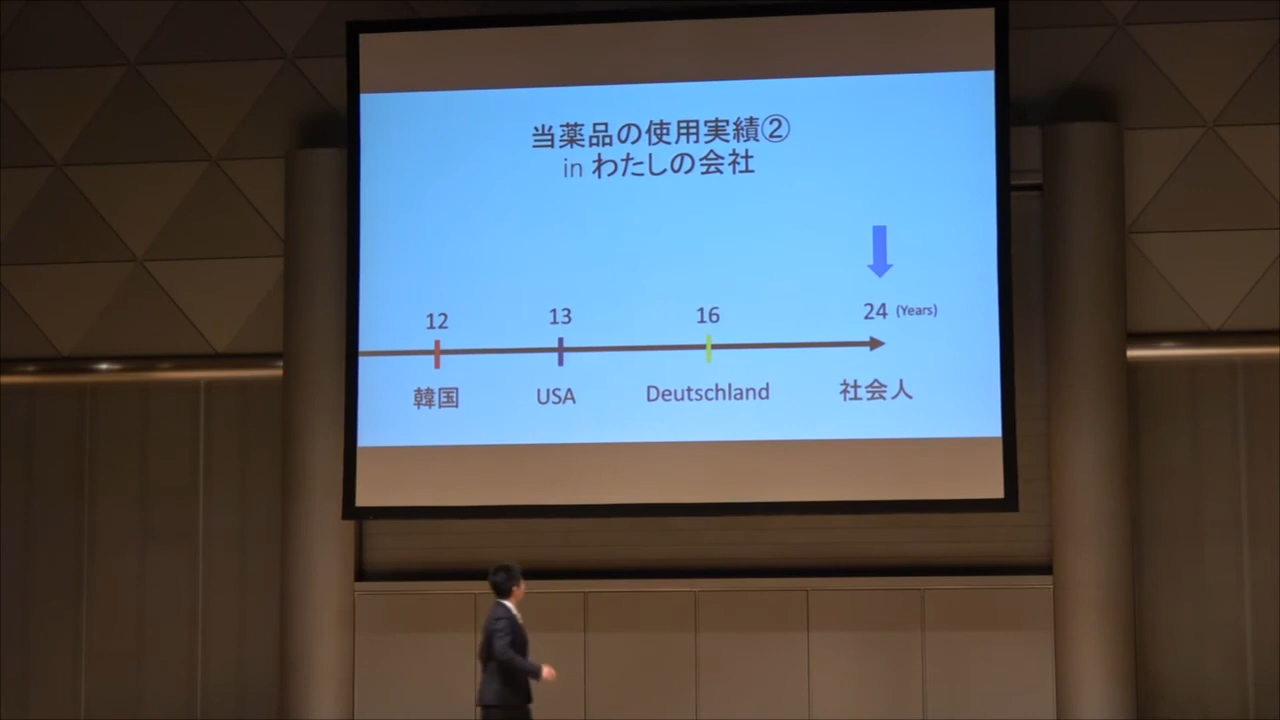 当薬品の使用実績②
in わたしの会社
12 13 16 24 (Years)
韓国 USA Deutschland 社会人